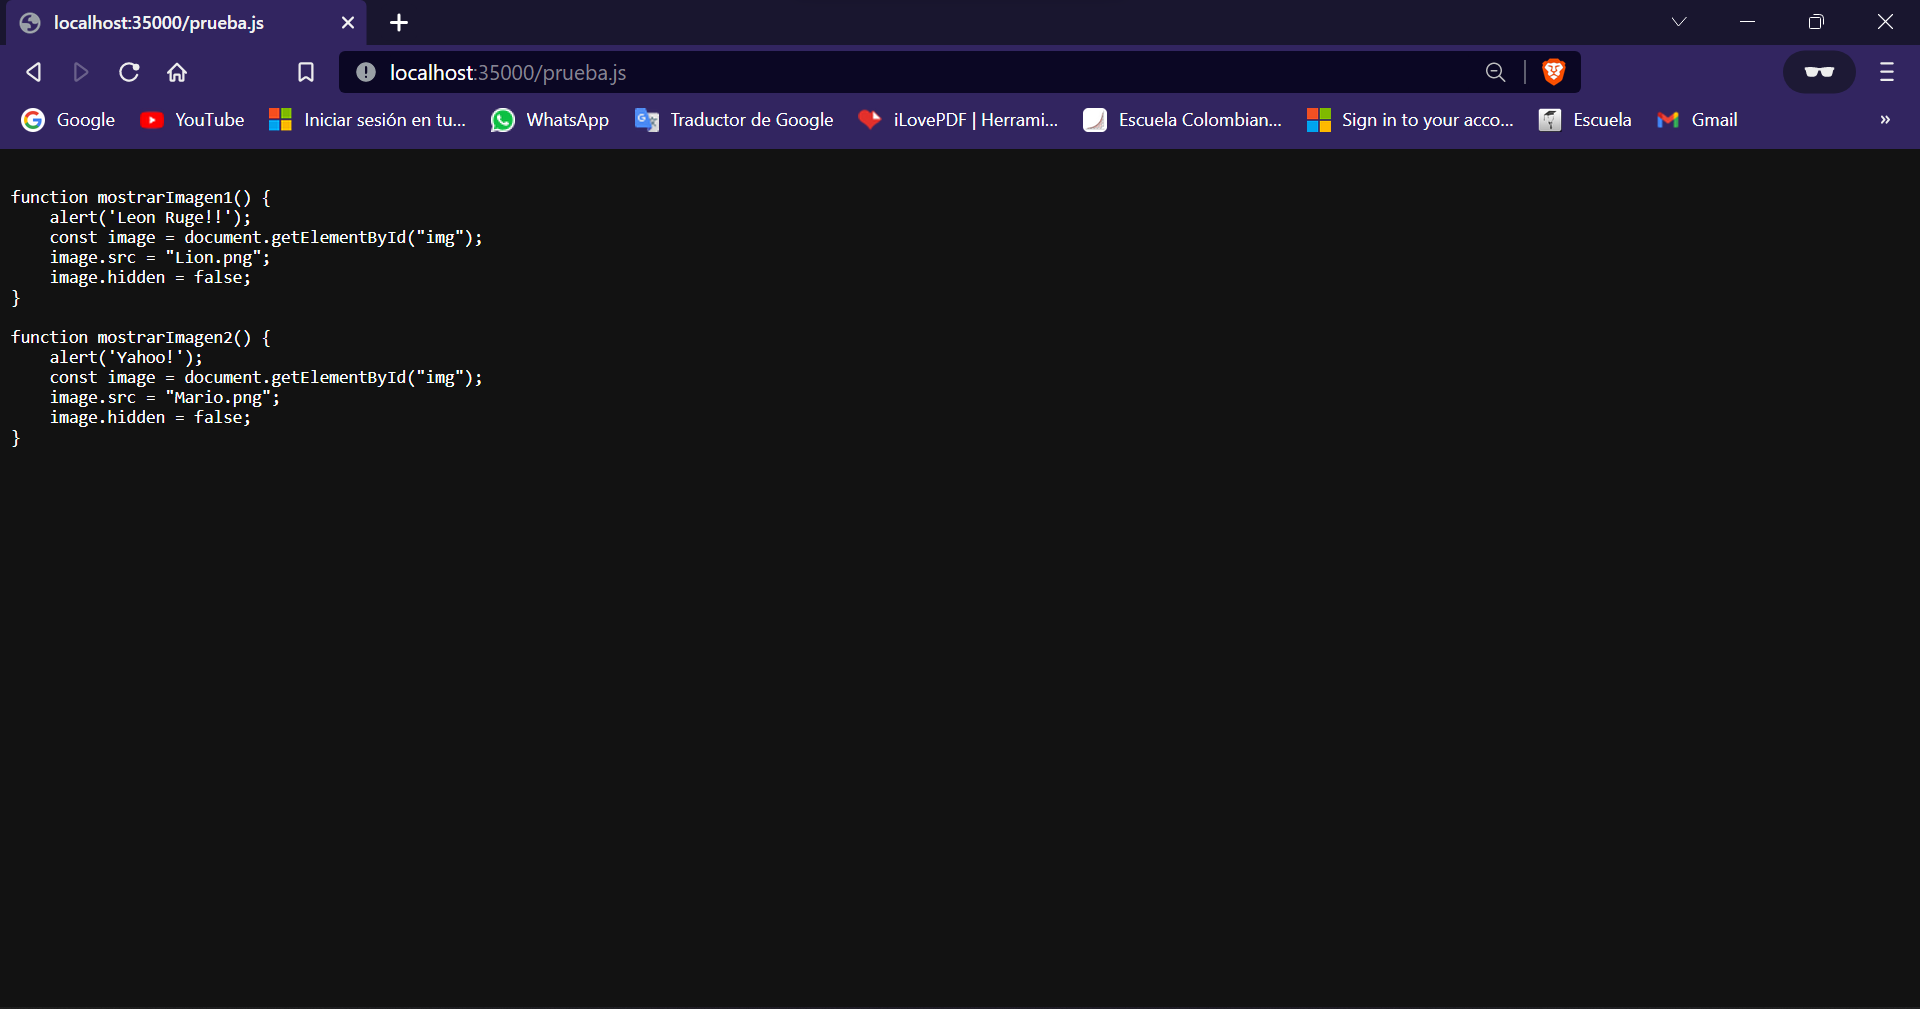 localhost:35000/prueba.js
localhost:35000/prueba.js
Google YouTube Iniciar sesión en tu... WhatsApp Traductor de Google iLovePDF | Herrami... Escuela Colombian... Sign in to your acco... Escuela Gmail »
function mostrarImagen1() {
    alert('Leon Ruge!!');
    const image = document.getElementById("img");
    image.src = "Lion.png";
    image.hidden = false;
}
function mostrarImagen2() {
    alert('Yahoo!');
    const image = document.getElementById("img");
    image.src = "Mario.png";
    image.hidden = false;
}